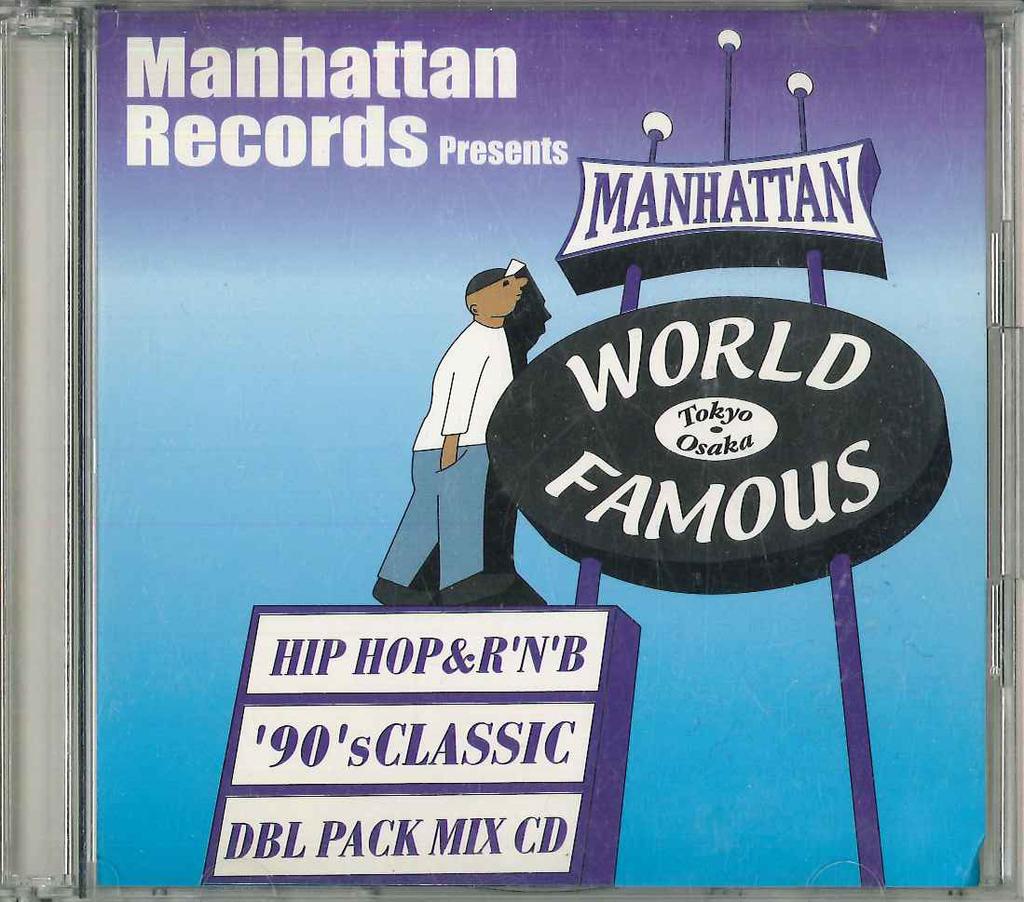 Manhattan
Records Presents
MANHATTAN
WORLD
Tokyo
Osaka
FAMOUS
HIP HOP&R'N'B
'90'sCLASSIC
DBL PACK MIX CD